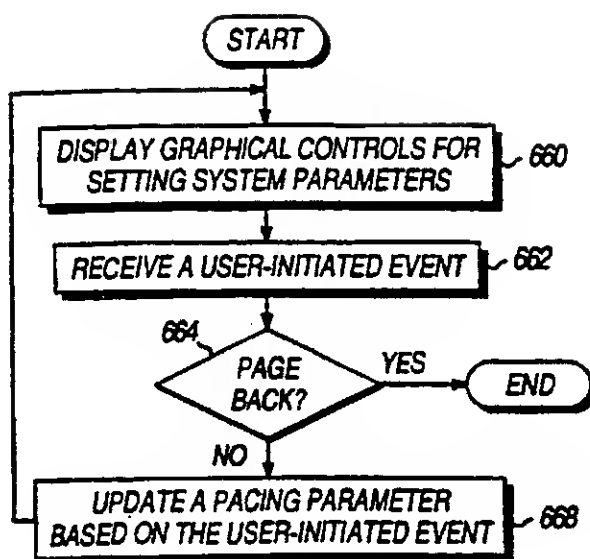 START
DISPLAY GRAPHICAL CONTROLS FOR
SETTING SYSTEM PARAMETERS
660
RECEIVE A USER-INITIATED EVENT
662
664
PAGE
BACK?
YES
END
NO
UPDATE A PACING PARAMETER
BASED ON THE USER-INITIATED EVENT
668